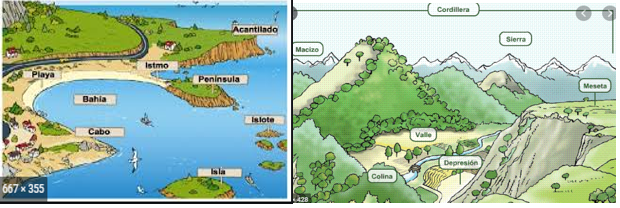 Acantilado
Istmo
Playa
Península
Bahía
Islote
Cabo
Isla
667 × 355
Cordillera
Sierra
Macizo
Meseta
Valle
Depresión
Colina